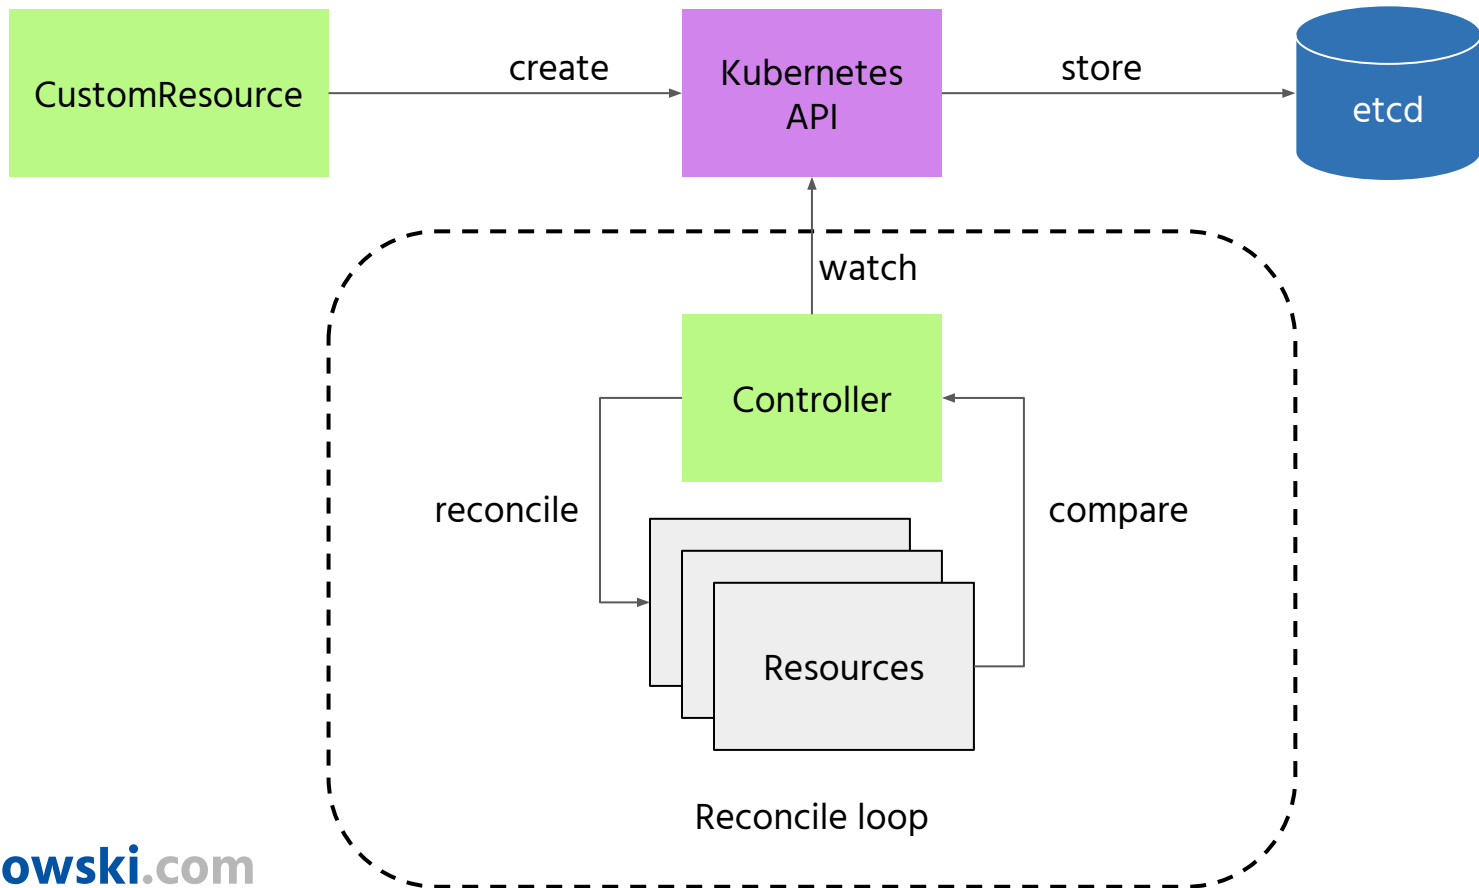 CustomResource
create
Kubernetes
API
store
etcd
watch
Controller
reconcile
compare
Resources
Reconcile loop
owski.com